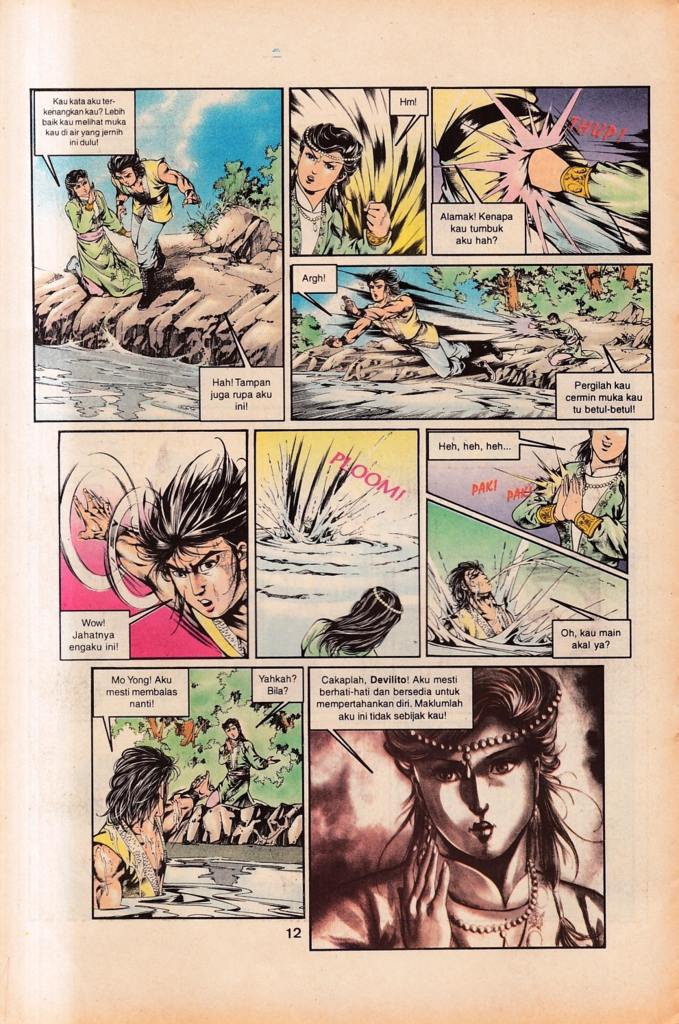 Kau kata aku ter-
kenangkan kau? Lebih
baik kau melihat muka
kau di air yang jernih
ini dulu!
Hah! Tampan
juga rupa aku
ini!
Hm!
THUP!
Alamak! Kenapa
kau tumbuk
aku hah?
Argh!
Pergilah kau
cermin muka kau
tu betul-betul!
Wow!
Jahatnya
engaku ini!
PLOOM!
Heh, heh, heh...
PAK!
PAK!
Oh, kau main
akal ya?
Mo Yong! Aku
mesti membalas
nanti!
Yahkah?
Bila?
Cakaplah, Devilito! Aku mesti
berhati-hati dan bersedia untuk
mempertahankan diri. Maklumlah
aku ini tidak sebijak kau!
12